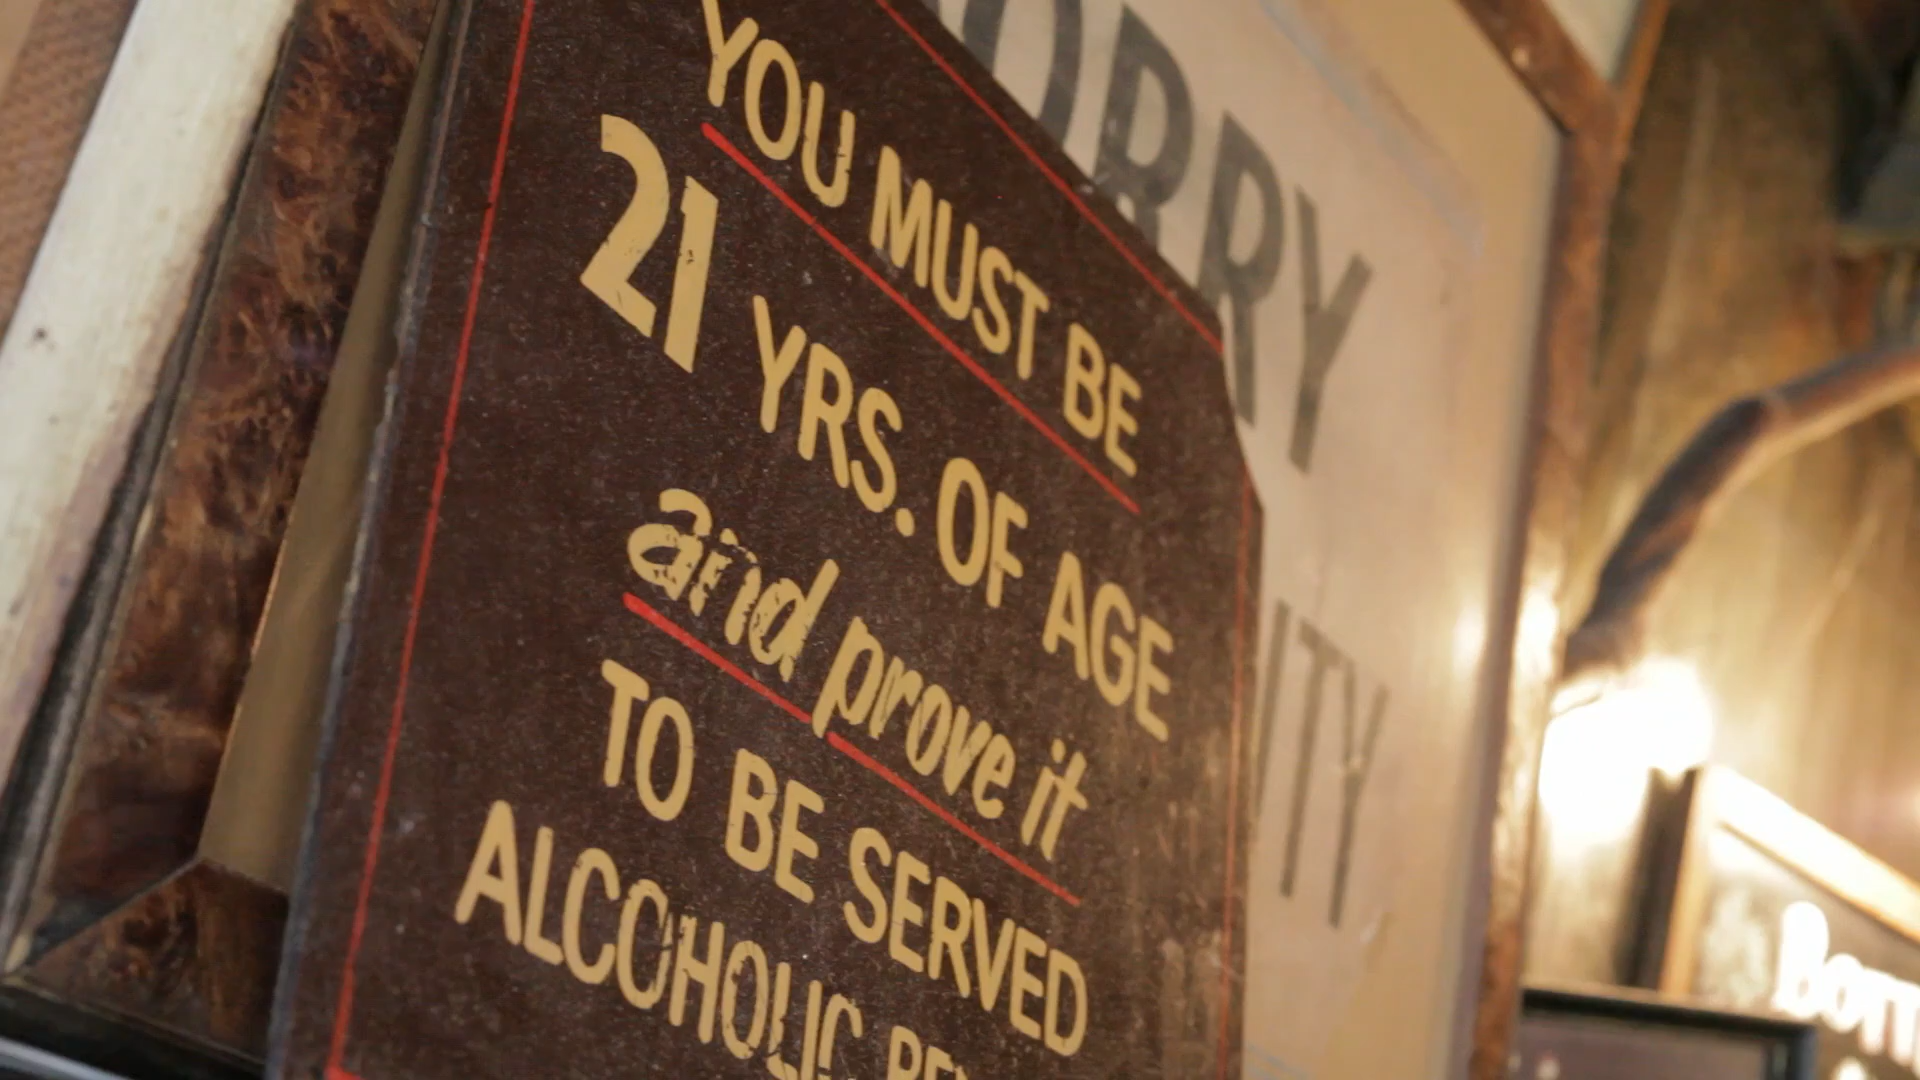 YOU MUST BE
21 YRS. OF AGE
and prove it
TO BE SERVED
ALCOHOLIC